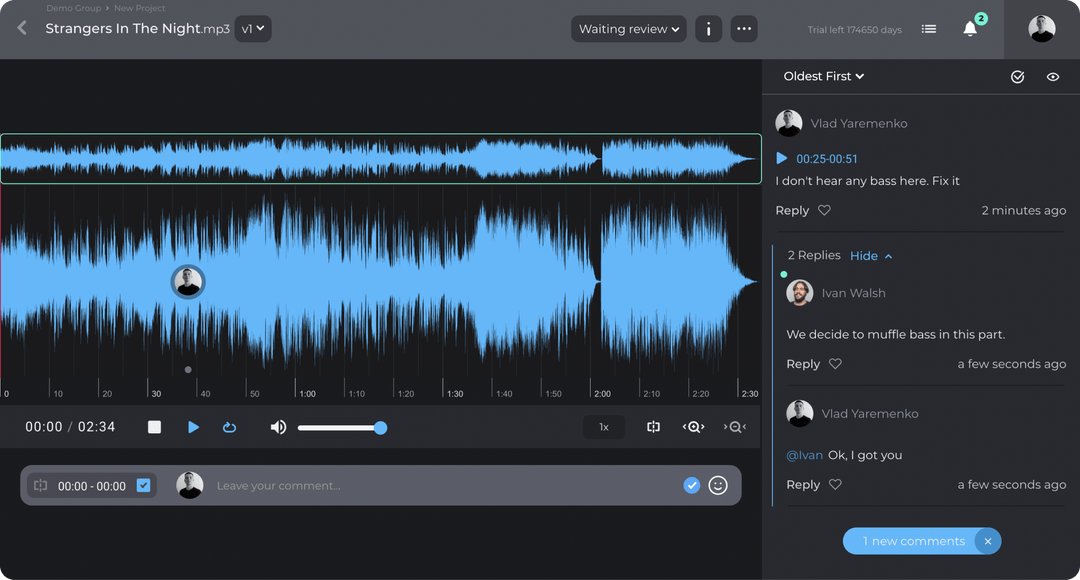 Demo Group › New Project
Strangers In The Night.mp3
v1
Waiting review
Trial left 174650 days
2
Oldest First
Vlad Yaremenko
00:25-00:51
I don't hear any bass here. Fix it
Reply
2 minutes ago
2 Replies Hide
Ivan Walsh
We decide to muffle bass in this part.
Reply
a few seconds ago
Vlad Yaremenko
@Ivan Ok, I got you
Reply
a few seconds ago
1 new comments
0 10 20 30 40 50 1:00 1:10 1:20 1:30 1:40 1:50 2:00 2:10 2:20 2:30
00:00 / 02:34
1x
00:00 - 00:00
Leave your comment...